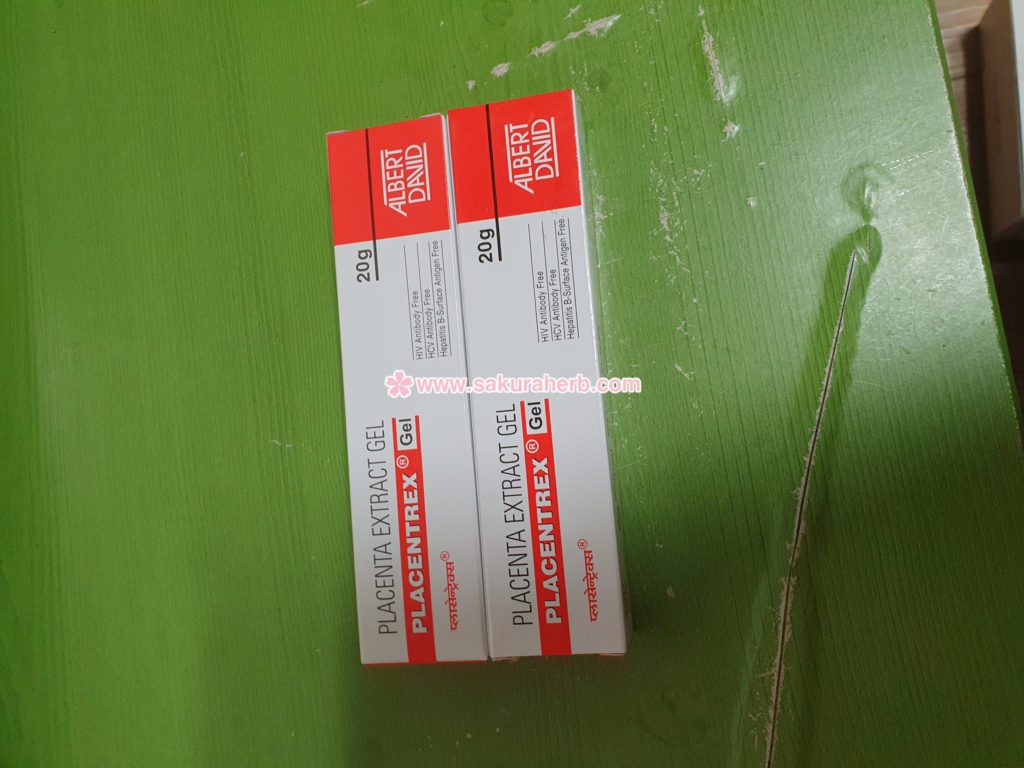 PLACENTA EXTRACT GEL
PLACENTREX® Gel
प्लासेन्ट्रेक्स®
HIV Antibody Free
HCV Antibody Free
Hepatitis B-Surface Antigen Free
20g
ALBERT
DAVID
PLACENTA EXTRACT GEL
PLACENTREX® Gel
प्लासेन्ट्रेक्स®
HIV Antibody Free
HCV Antibody Free
Hepatitis B-Surface Antigen Free
20g
ALBERT
DAVID
www.sakuraherb.com